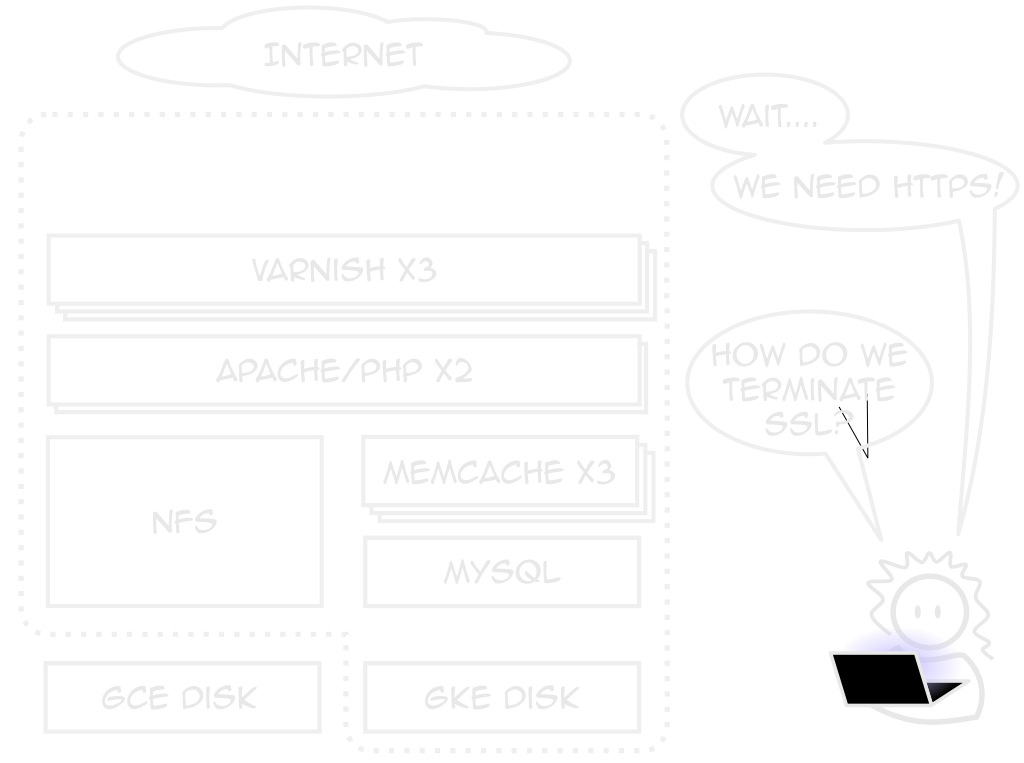 INTERNET
WAIT....
WE NEED HTTPS!
VARNISH X3
HOW DO WE
TERMINATE
SSL?
APACHE/PHP X2
MEMCACHE X3
NFS
MYSQL
GCE DISK
GKE DISK